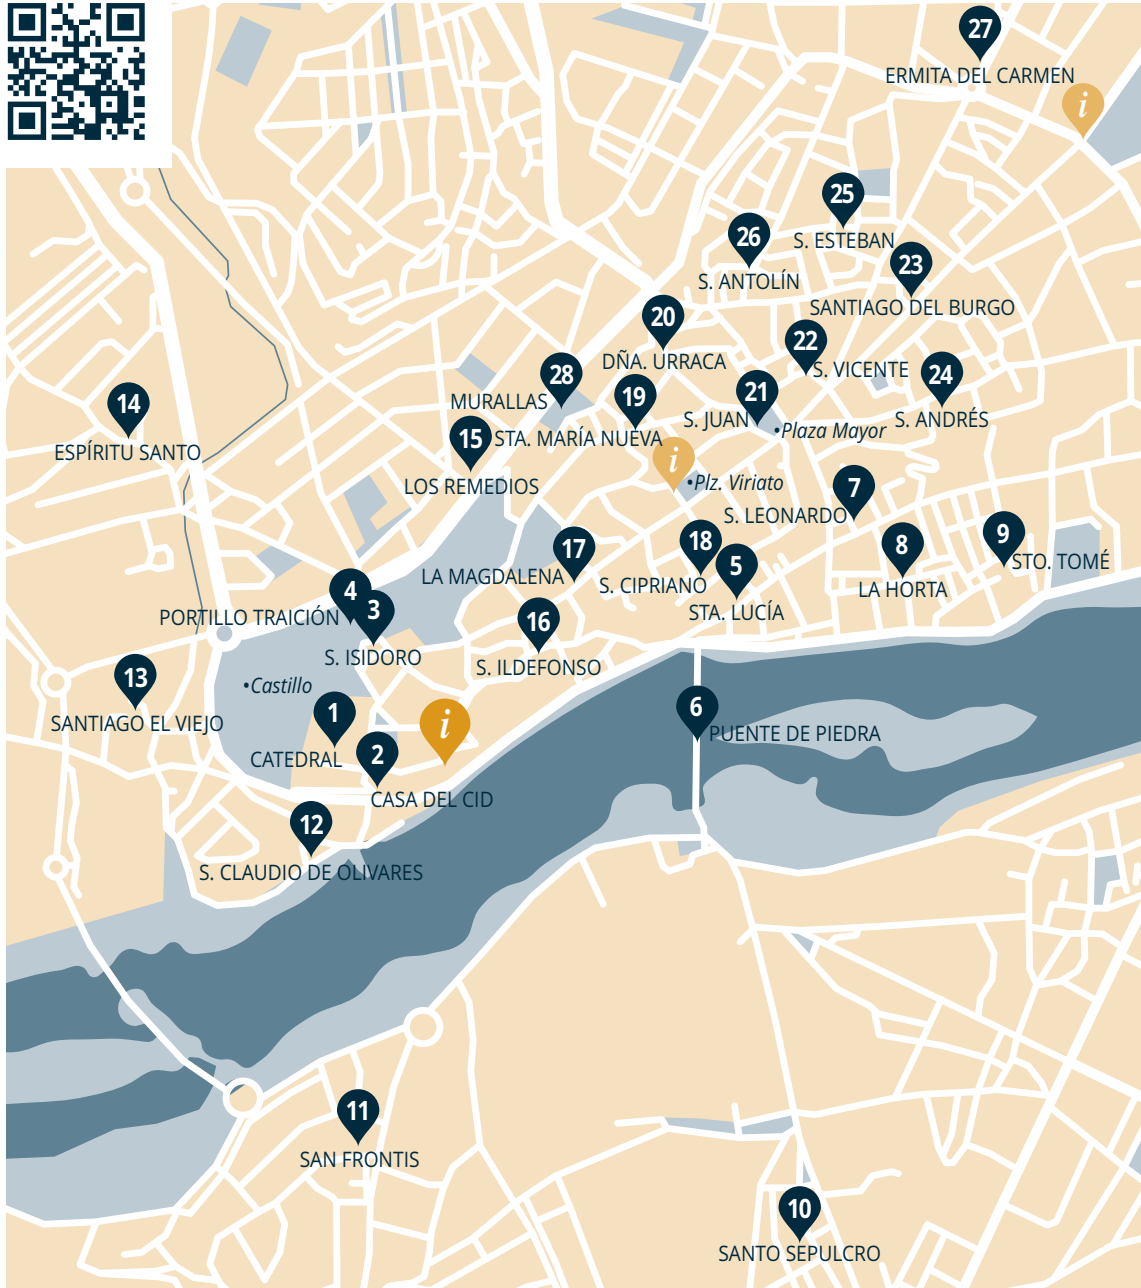 27
ERMITA DEL CARMEN
i
25
S. ESTEBAN
26
S. ANTOLÍN
23
SANTIAGO DEL BURGO
20
DÑA. URRACA
22
S. VICENTE
28
MURALLAS
19
STA. MARÍA NUEVA
21
S. JUAN
•Plaza Mayor
24
S. ANDRÉS
14
ESPÍRITU SANTO
15
LOS REMEDIOS
i
•Plz. Viriato
7
S. LEONARDO
17
LA MAGDALENA
18
S. CIPRIANO
5
STA. LUCÍA
8
LA HORTA
9
STO. TOMÉ
4
PORTILLO TRAICIÓN
3
S. ISIDORO
16
S. ILDEFONSO
13
SANTIAGO EL VIEJO
•Castillo
1
CATEDRAL
2
CASA DEL CID
i
6
PUENTE DE PIEDRA
12
S. CLAUDIO DE OLIVARES
11
SAN FRONTIS
10
SANTO SEPULCRO